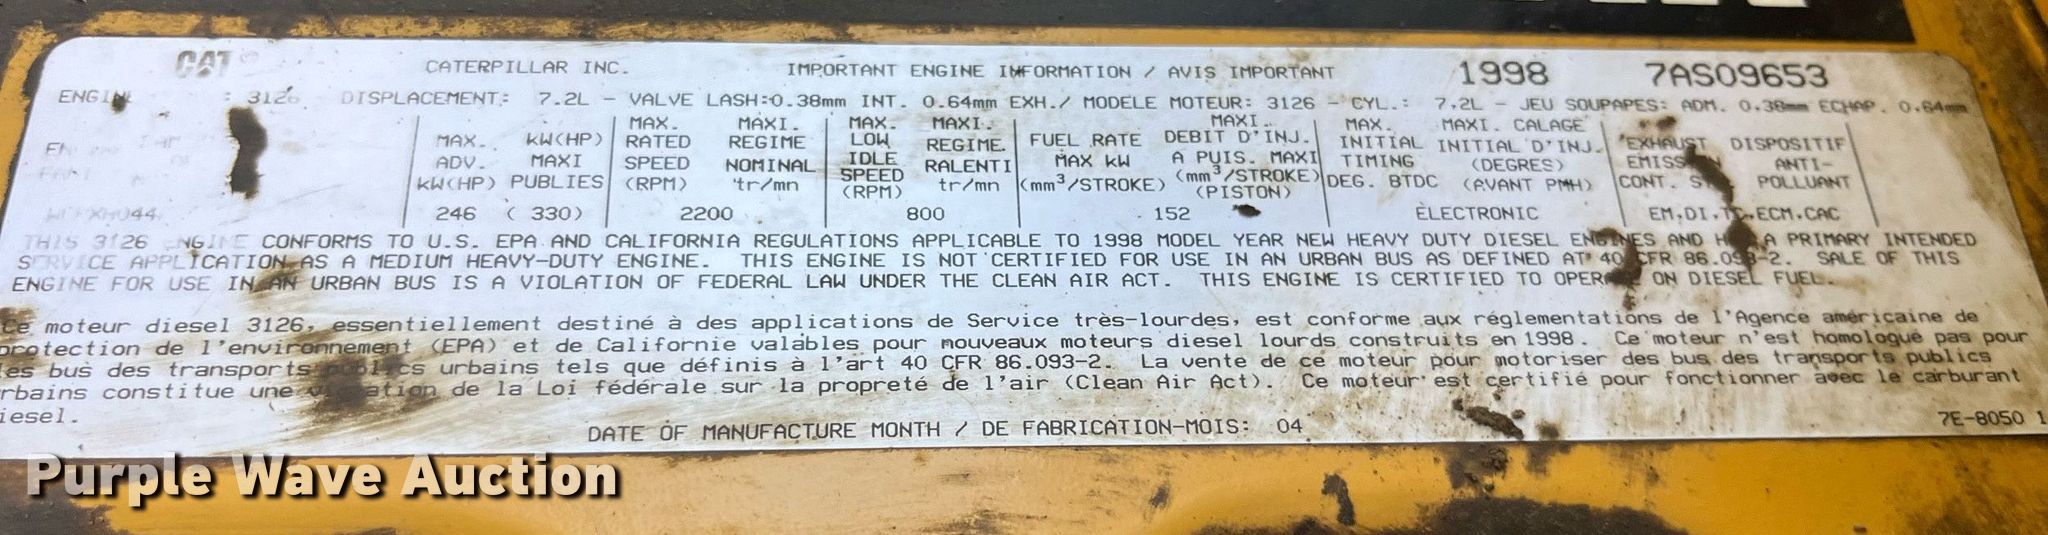 CAT CATERPILLAR INC. IMPORTANT ENGINE INFORMATION / AVIS IMPORTANT 1998 7AS09653
ENGINE : 3126 DISPLACEMENT: 7.2L - VALVE LASH:0.38mm INT. 0.64mm EXH./ MODELE MOTEUR: 3126 - CYL.: 7.2L - JEU SOUPAPES: ADM. 0.38mm ECHAP. 0.64mm
MAX. ADV. kW(HP)
kW(HP) MAXI PUBLIES
MAX. RATED SPEED (RPM)
MAXI. REGIME NOMINAL tr/mn
MAX. LOW IDLE SPEED (RPM)
MAXI. REGIME RALENTI tr/mn
FUEL RATE MAX kW (mm³/STROKE)
MAXI. DEBIT D'INJ. A PUIS. MAXI (mm³/STROKE) (PISTON)
MAX. INITIAL TIMING DEG. BTDC
MAXI. CALAGE INITIAL D'INJ. (DEGRES) (AVANT PMH)
EXHAUST CONT.
DISPOSITIF ANTI-POLLUANT
246 ( 330) 2200 800 152 ELECTRONIC EM,DI,TC,ECM,CAC
THIS 3126 ENGINE CONFORMS TO U.S. EPA AND CALIFORNIA REGULATIONS APPLICABLE TO 1998 MODEL YEAR NEW HEAVY DUTY DIESEL ENGINES AND A PRIMARY INTENDED
SERVICE APPLICATION AS A MEDIUM HEAVY-DUTY ENGINE. THIS ENGINE IS NOT CERTIFIED FOR USE IN AN URBAN BUS AS DEFINED AT 40 CFR 86.093-2. SALE OF THIS
ENGINE FOR USE IN AN URBAN BUS IS A VIOLATION OF FEDERAL LAW UNDER THE CLEAN AIR ACT. THIS ENGINE IS CERTIFIED TO ON DIESEL FUEL.
Ce moteur diesel 3126, essentiellement destiné à des applications de Service très-lourdes, est conforme aux réglementations de l'Agence américaine de
protection de l'environnement (EPA) et de Californie valables pour nouveaux moteurs diesel lourds construits en 1998. Ce moteur n'est homologué pas pour
les bus des transports publics urbains tels que définis à l'art 40 CFR 86.093-2. La vente de ce moteur pour motoriser des bus des transports publics
rbains constitue une de la Loi fédérale sur la propreté de l'air (Clean Air Act). Ce moteur est certifié pour fonctionner avec le carburant
iesel.
7E-8050 1
DATE OF MANUFACTURE MONTH / DE FABRICATION-MOIS: 04
Purple Wave Auction